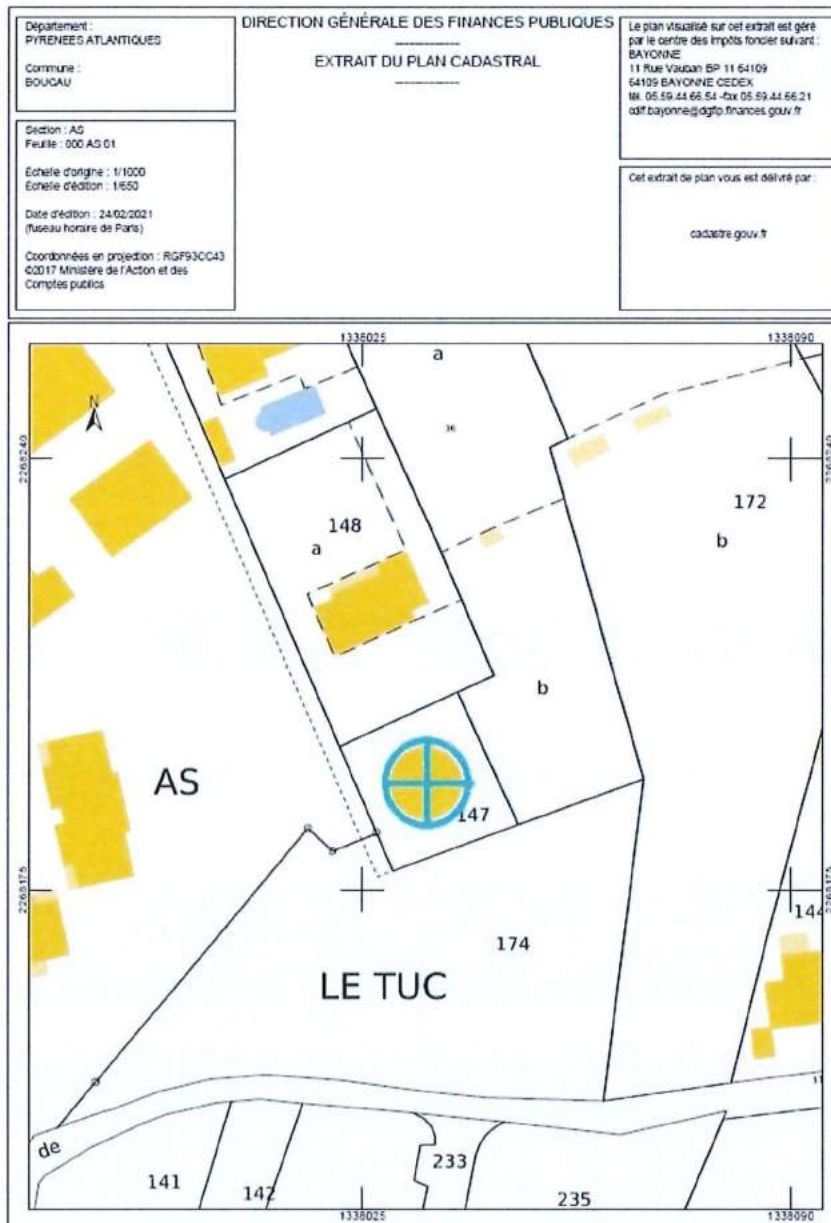 Département :
PYRENEES ATLANTIQUES
Commune :
BOUCAU
Section : AS
Feuille : 000 AS 01
Échelle d'origine : 1/1000
Échelle d'édition : 1/650
Date d'édition : 24/02/2021
(fuseau horaire de Paris)
Coordonnées en projection : RGF93CC43
©2017 Ministère de l'Action et des
Comptes publics
DIRECTION GÉNÉRALE DES FINANCES PUBLIQUES
EXTRAIT DU PLAN CADASTRAL
Le plan visualisé sur cet extrait est géré
par le centre des impôts foncier suivant :
BAYONNE
11 Rue Vauban BP 11 64109
64109 BAYONNE CEDEX
tél. 05.59.44.66.54 -fax 05.59.44.66.21
cdif.bayonne@dgfip.finances.gouv.fr
Cet extrait de plan vous est délivré par :
cadastre.gouv.fr
1338025
1338090
a
N
36
2268249
2268249
172
148
a
b
b
AS
147
2268175
2268175
144
174
LE TUC
de
141
142
233
235
1338025
1338090